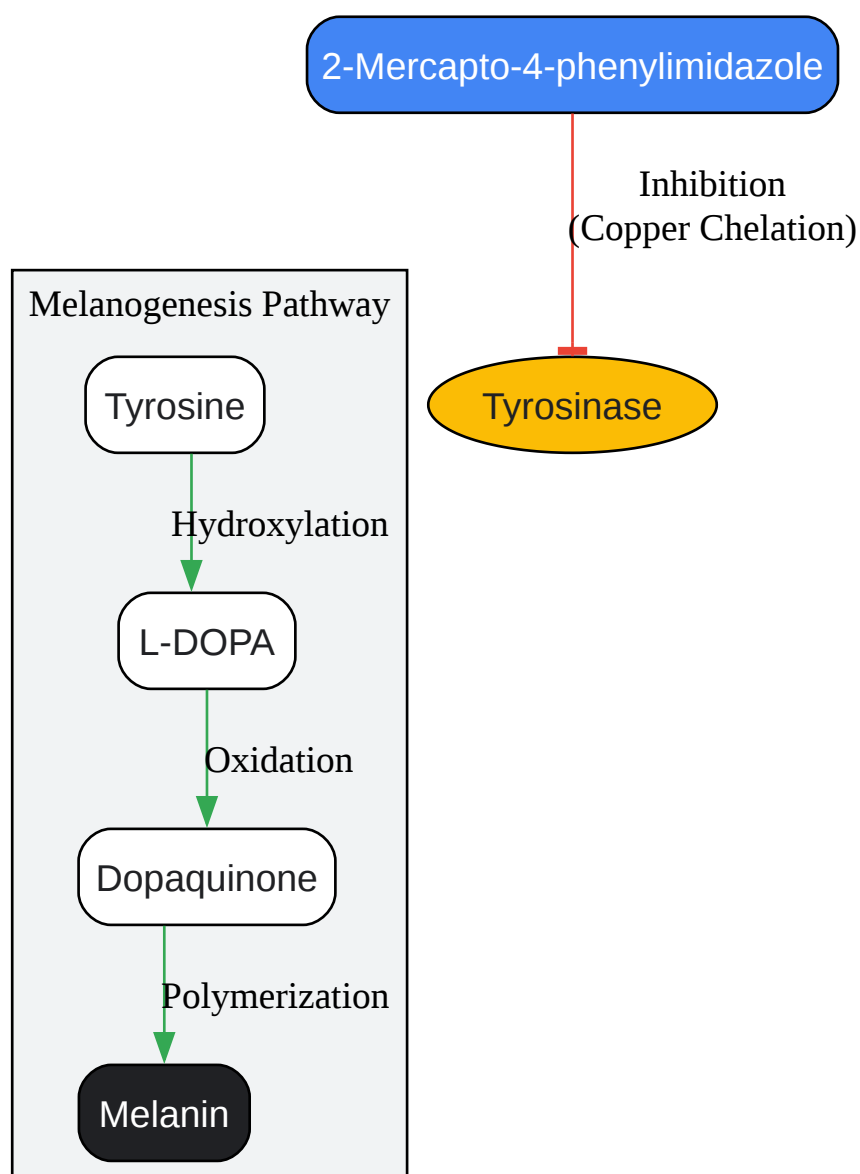 2-Mercapto-4-phenylimidazole
Inhibition
(Copper Chelation)
Melanogenesis Pathway
Tyrosine
Tyrosinase
Hydroxylation
L-DOPA
Oxidation
Dopaquinone
Polymerization
Melanin